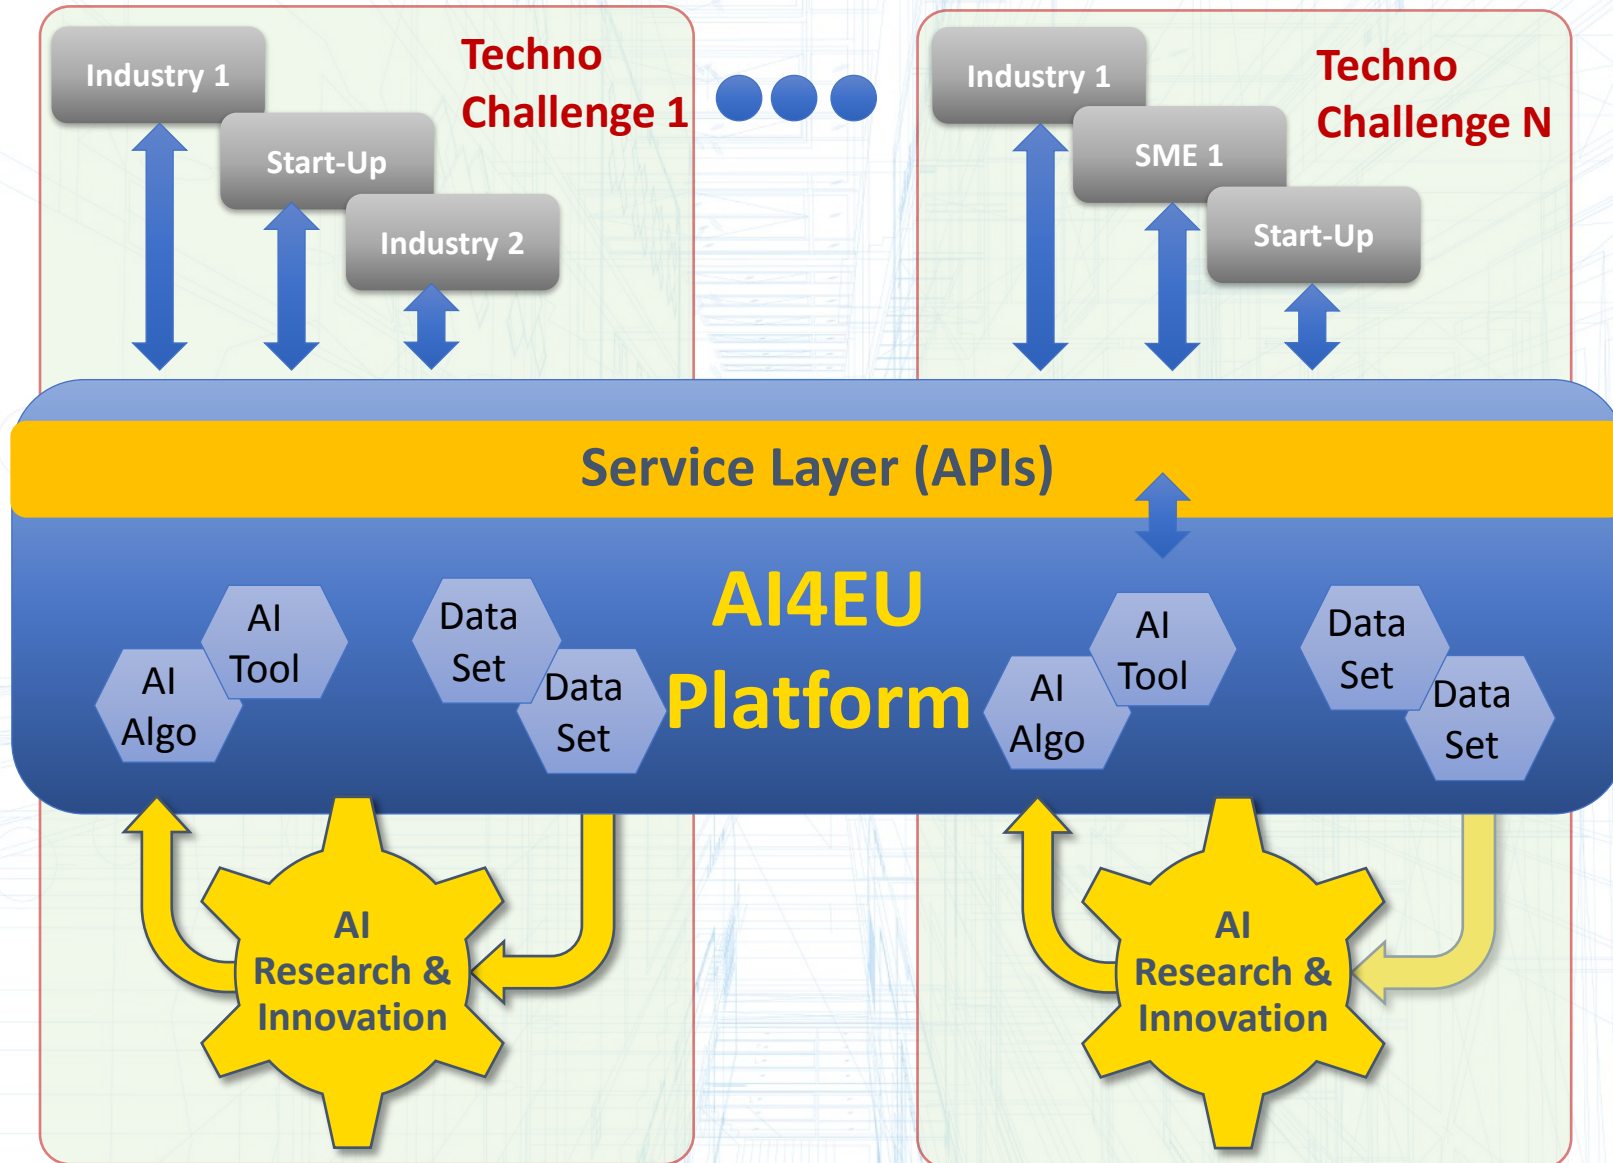 Industry 1
Start-Up
Industry 2
Techno
Challenge 1
Industry 1
SME 1
Start-Up
Techno
Challenge N
Service Layer (APIs)
AI4EU
Platform
AI
Algo
AI
Tool
Data
Set
Data
Set
AI
Algo
AI
Tool
Data
Set
Data
Set
AI
Research &
Innovation
AI
Research &
Innovation